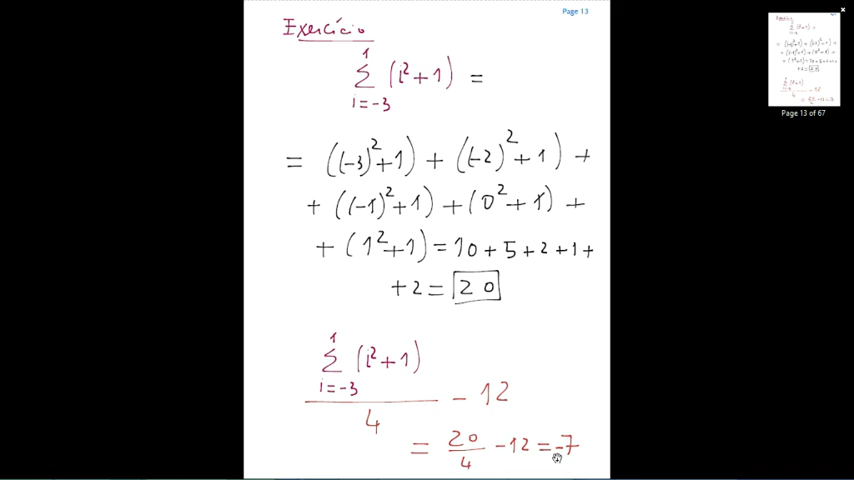 Page 13
Exercício
1
∑ (i²+1) =
i=-3
= ((-3)²+1) + ((-2)²+1) +
+ ((-1)²+1) + (0²+1) +
+ (1²+1) = 10 + 5 + 2 + 1 +
+2 = 20
1
∑ (i²+1)
i=-3
4
- 12
= 20/4 - 12 = -7
Page 13 of 67